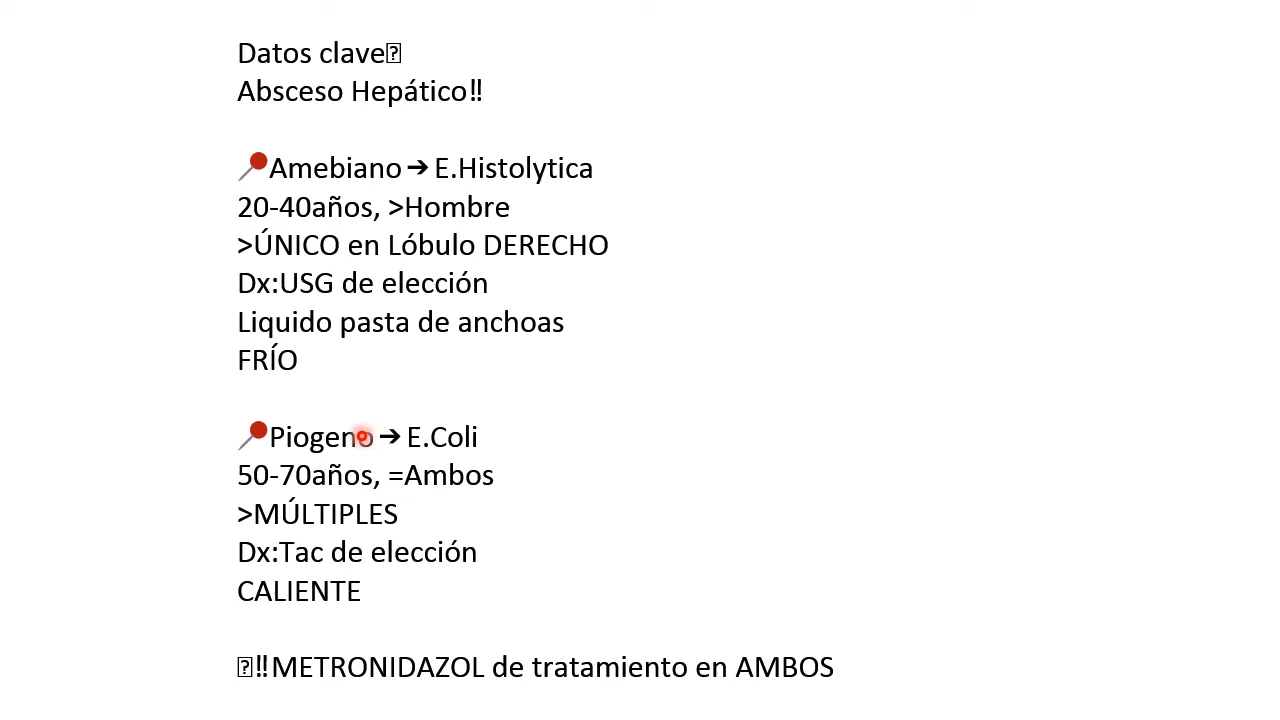 Datos clave
Absceso Hepático‼
📍Amebiano➔E.Histolytica
20-40años, >Hombre
>ÚNICO en Lóbulo DERECHO
Dx:USG de elección
Liquido pasta de anchoas
FRÍO
📍Piogeno➔E.Coli
50-70años, =Ambos
>MÚLTIPLES
Dx:Tac de elección
CALIENTE
‼METRONIDAZOL de tratamiento en AMBOS